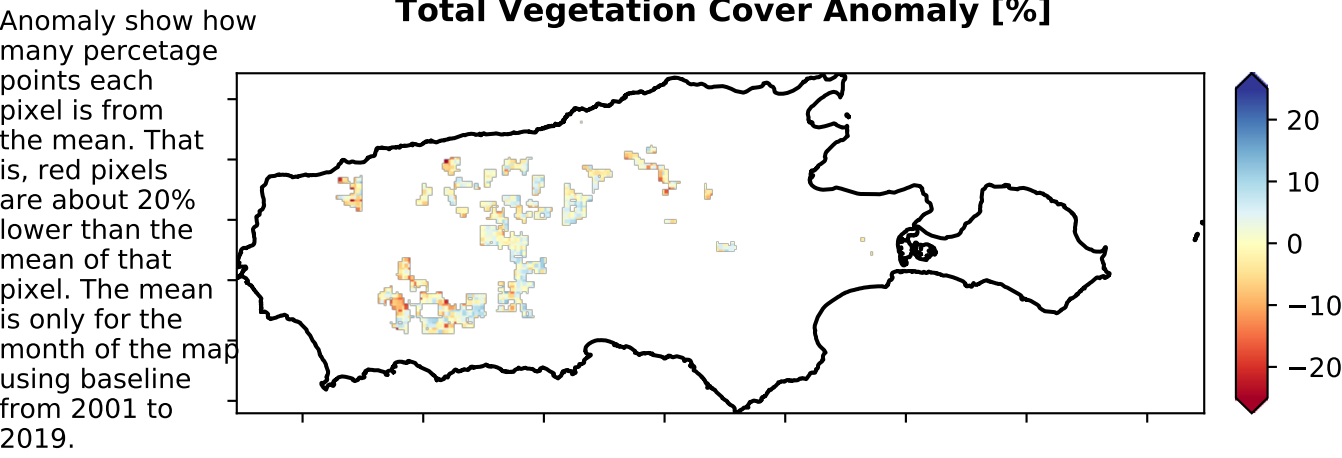 Total Vegetation Cover Anomaly [%]
Anomaly show how
many percetage
points each
pixel is from
the mean. That
is, red pixels
are about 20%
lower than the
mean of that
pixel. The mean
is only for the
month of the map
using baseline
from 2001 to
2019.
20
10
0
−10
−20